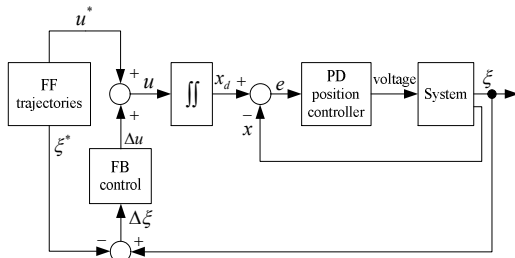 u*
FF
trajectories
+
+
u
∬
x_d
+
−
x
e
PD
position
controller
voltage
System
ξ
ξ*
Δu
FB
control
Δξ
−
+